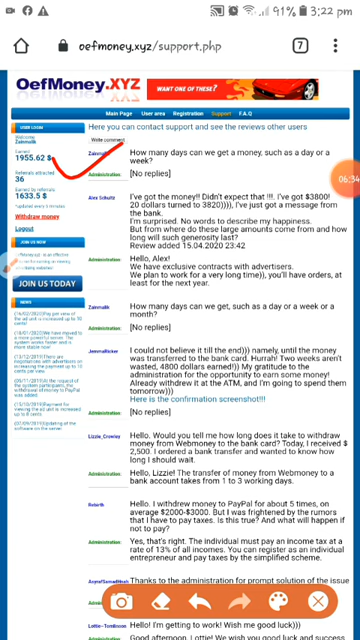 91% 3:22 pm
oefmoney.xyz/support.php
7
OefMoney.XYZ
WANT ONE OF THESE?
Main Page User area Registration Support F.A.Q
USER LOGIN
Welcome
Zainmalik
Earned
1955.62 $
Referrals attracted
36
Earned by referrals
1633.5 $
*updated every 5 minutes
Withdraw money
Logout
JOIN US NOW
JOIN US TODAY
NEWS
Here you can contact support and see the reviews other users
Write comment
Zainmalik
How many days can we get a money, such as a day or a
week?
Administration:
[No replies]
06:34
Alex Schultz
I've got the money!! Didn't expect that !!!. I've got $3800!
20 dollars turned to 3820)))), I've just got a message from
the bank.
I'm surprised. No words to describe my happiness.
But from where do these large amounts come from and how
long will such generosity last?
Review added 15.04.2020 23:42
Administration:
Hello, Alex!
We have exclusive contracts with advertisers.
We plan to work for a very long time)), you'll have orders, at
least for the next year.
Zainmalik
How many days can we get, such as a day or a week or a
month?
Administration:
[No replies]
JemmaRicker
I could not believe it till the end))) namely, until the money
was transferred to the bank card. Hurrah! Two weeks aren't
wasted, 4800 dollars earned!!) My gratitude to the
administration for the opportunity to earn some money!
Already withdrew it at the ATM, and I'm going to spend them
tomorrow)))
Here is the confirmation screenshot!!!
Administration:
[No replies]
Lizzie_Crowley
Hello. Would you tell me how long does it take to withdraw
money from Webmoney to the bank card? Today, I received $
2,500. I ordered a bank transfer and wanted to know how
long I should wait.
Administration:
Hello, Lizzie! The transfer of money from Webmoney to a
bank account takes from 1 to 3 working days.
Roberth
Hello. I withdrew money to PayPal for about 5 times, on
average $2000-$3000. But I was frightened by the rumors
that I have to pay taxes. Is this true? And what will happen if
not to pay?
Administration:
Yes, that's right. The individual must pay an income tax at a
rate of 13% of all incomes. You can register as an individual
entrepreneur and pay taxes by the simplified scheme.
Thanks to the administration for prompt solution of the issue
Lottie-Tomlinson
Hello! I'm getting to work! Wish me good luck)))
Administration:
Good afternoon, Lottie! We wish you good luck and success